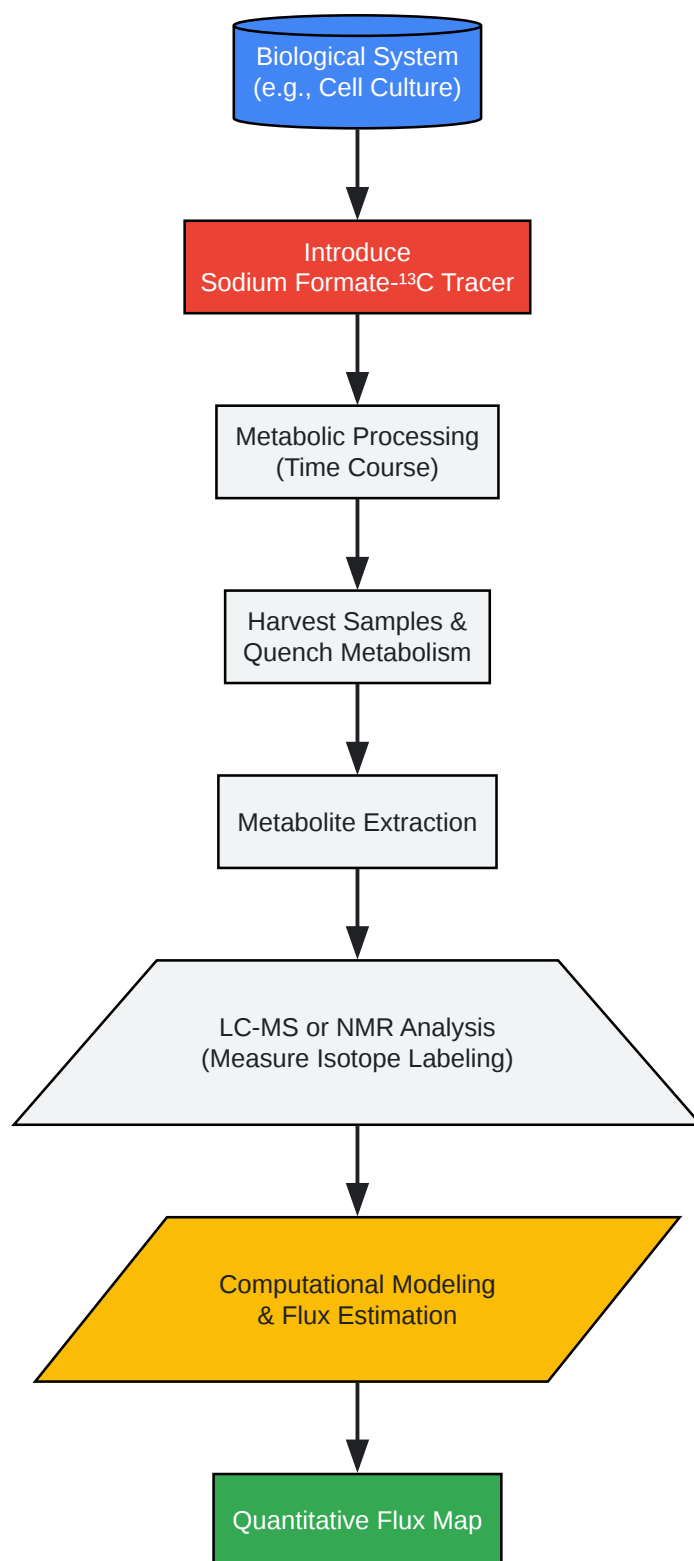 Biological System
(e.g., Cell Culture)
Introduce
Sodium Formate-¹³C Tracer
Metabolic Processing
(Time Course)
Harvest Samples &
Quench Metabolism
Metabolite Extraction
LC-MS or NMR Analysis
(Measure Isotope Labeling)
Computational Modeling
& Flux Estimation
Quantitative Flux Map